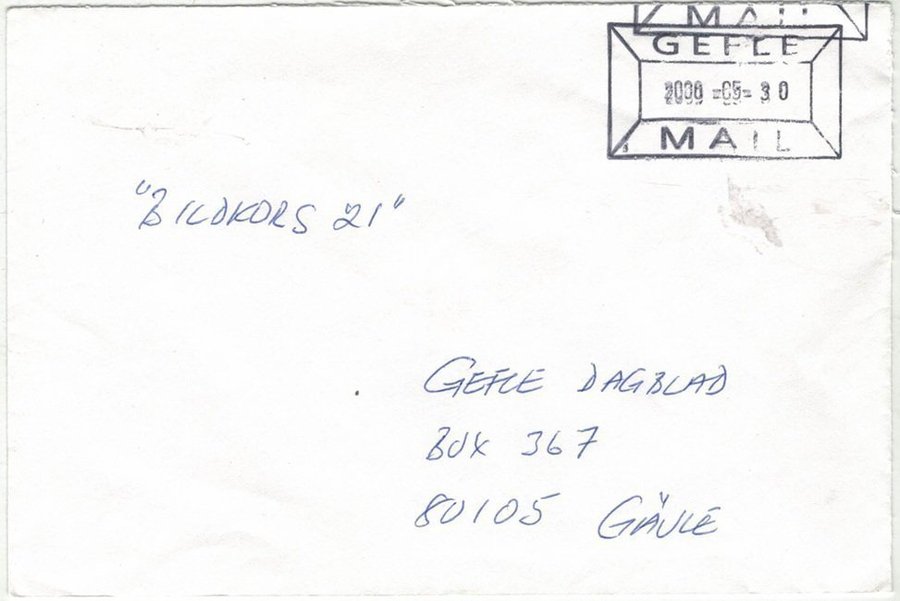 MAIL
GEFLE
2000 -05- 30
MAIL
"BILDKORS 21"
GEFLE DAGBLAD
BOX 367
80105 GÄVLE